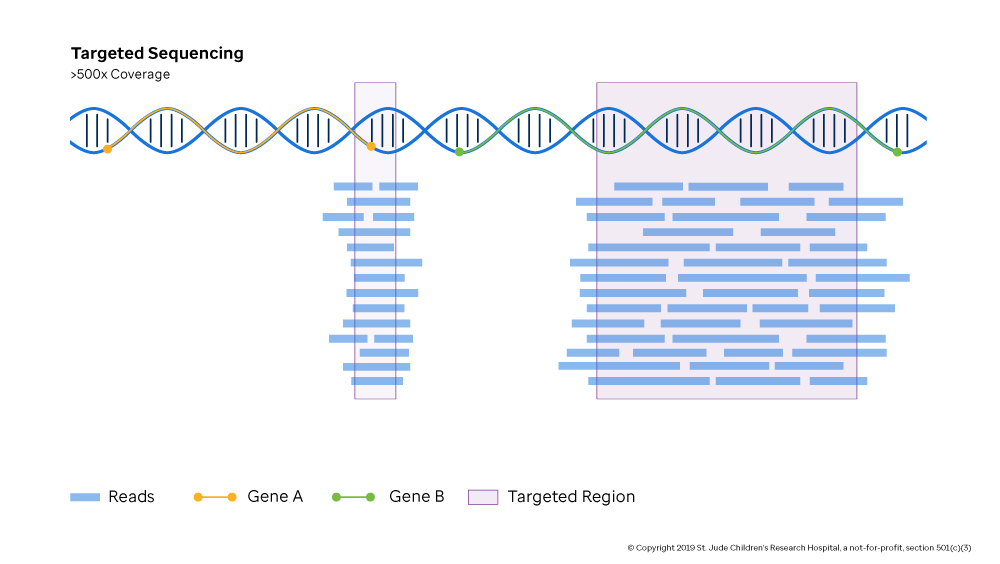 Targeted Sequencing
>500x Coverage
Reads
Gene A
Gene B
Targeted Region
© Copyright 2019 St. Jude Children's Research Hospital, a not-for-profit, section 501(c)(3)